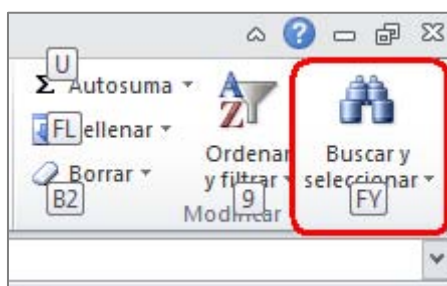 U
Σ Autosuma
FL ellenar
Borrar
B2
A
Z
Ordenar
y filtrar
9
Modificar
Buscar y
seleccionar
FY
?